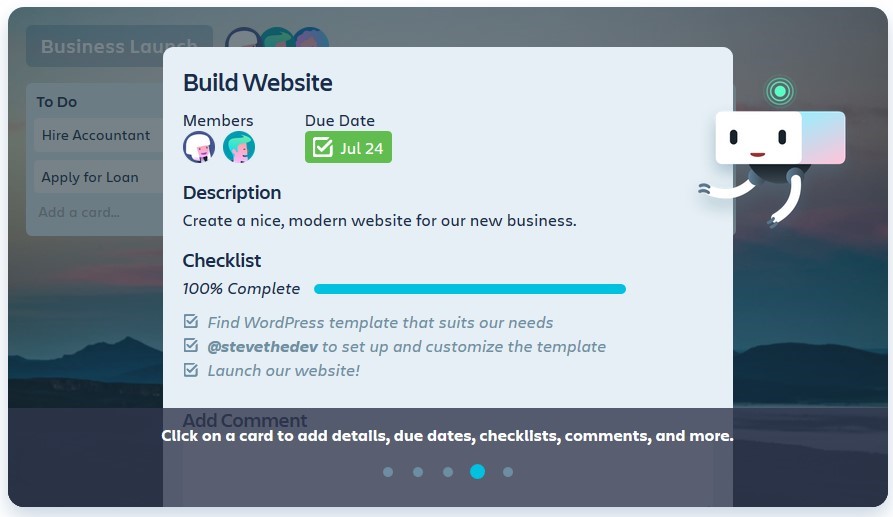 Business Launch
To Do
Hire Accountant
Apply for Loan
Add a card...
Build Website
Members
Due Date
Jul 24
Description
Create a nice, modern website for our new business.
Checklist
100% Complete
Find WordPress template that suits our needs
@stevethedev to set up and customize the template
Launch our website!
Add Comment
Click on a card to add details, due dates, checklists, comments, and more.